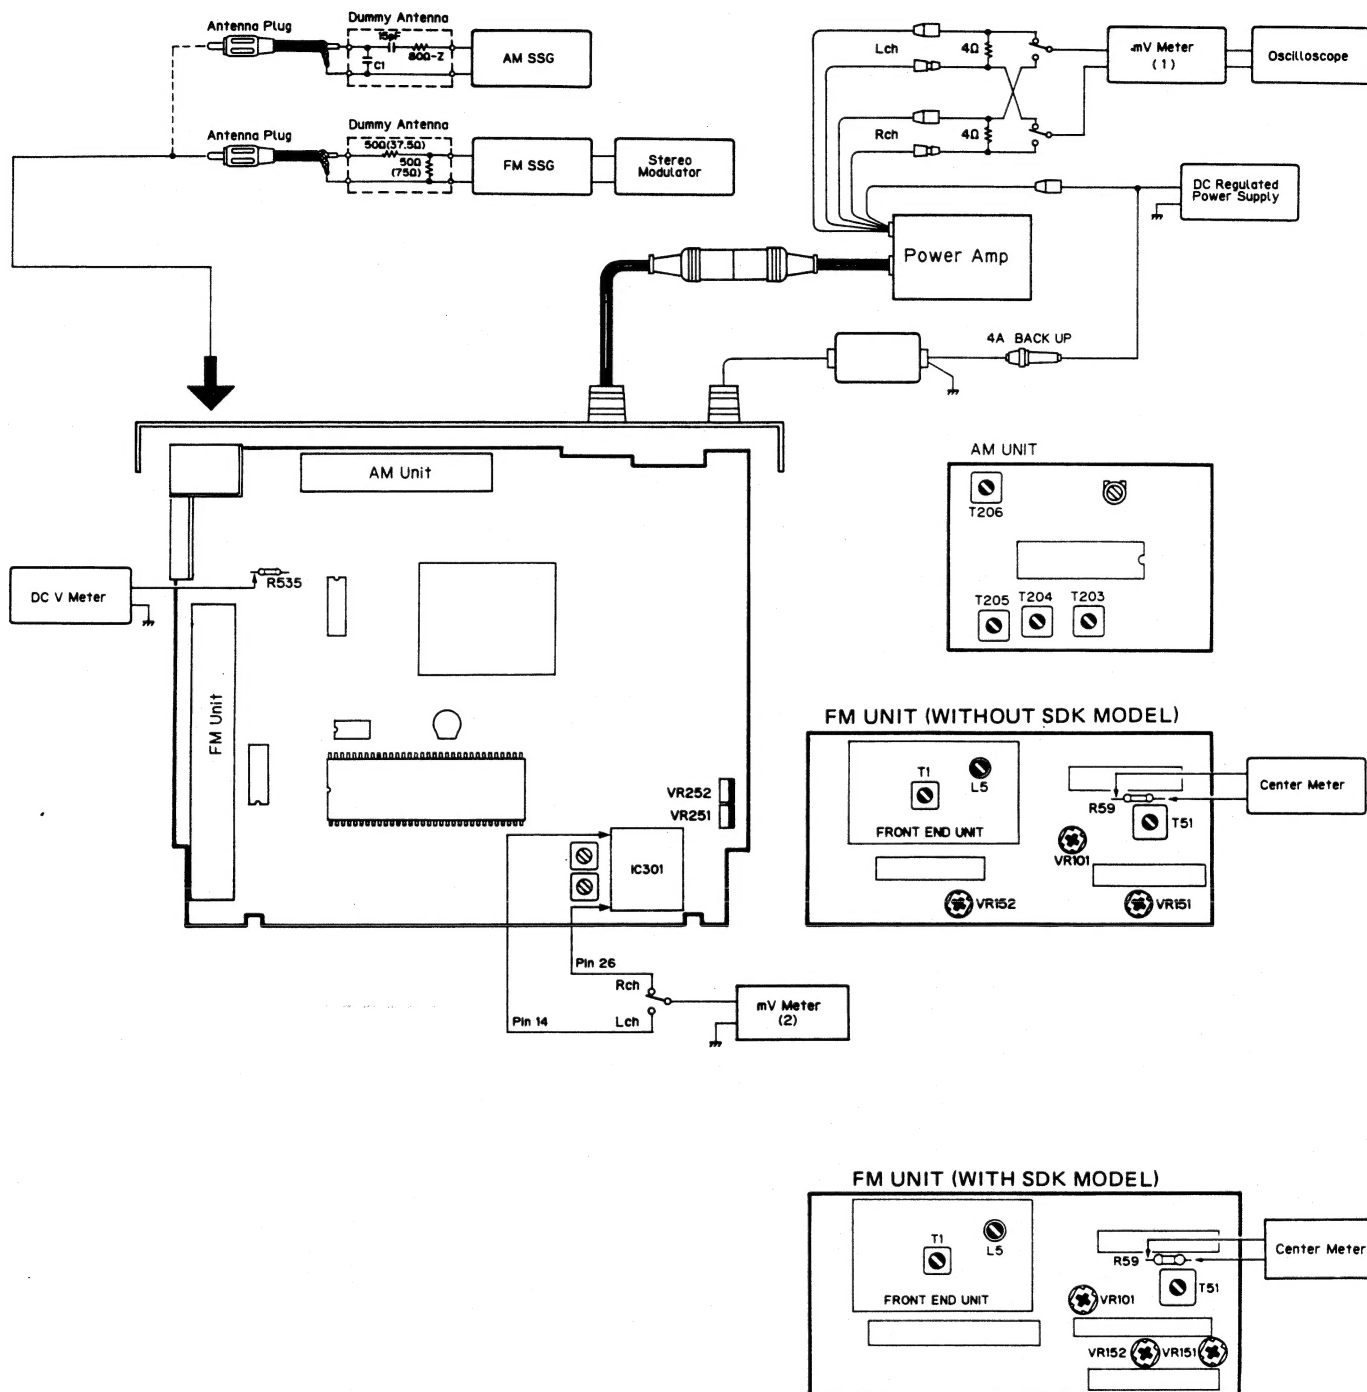 Antenna Plug
Dummy Antenna
15pF
80Ω-Z
C1
AM SSG
Antenna Plug
Dummy Antenna
50Ω(37.5Ω)
50Ω
(75Ω)
FM SSG
Stereo
Modulator
Lch
4Ω
Rch
4Ω
mV Meter
(1)
Oscilloscope
DC Regulated
Power Supply
Power Amp
4A BACK UP
AM Unit
R535
DC V Meter
FM Unit
VR252
VR251
IC301
Pin 26
Rch
Pin 14
Lch
mV Meter
(2)
AM UNIT
T206
T205
T204
T203
FM UNIT (WITHOUT SDK MODEL)
T1
L5
FRONT END UNIT
R59
T51
VR101
VR152
VR151
Center Meter
FM UNIT (WITH SDK MODEL)
T1
L5
FRONT END UNIT
R59
T51
VR101
VR152
VR151
Center Meter